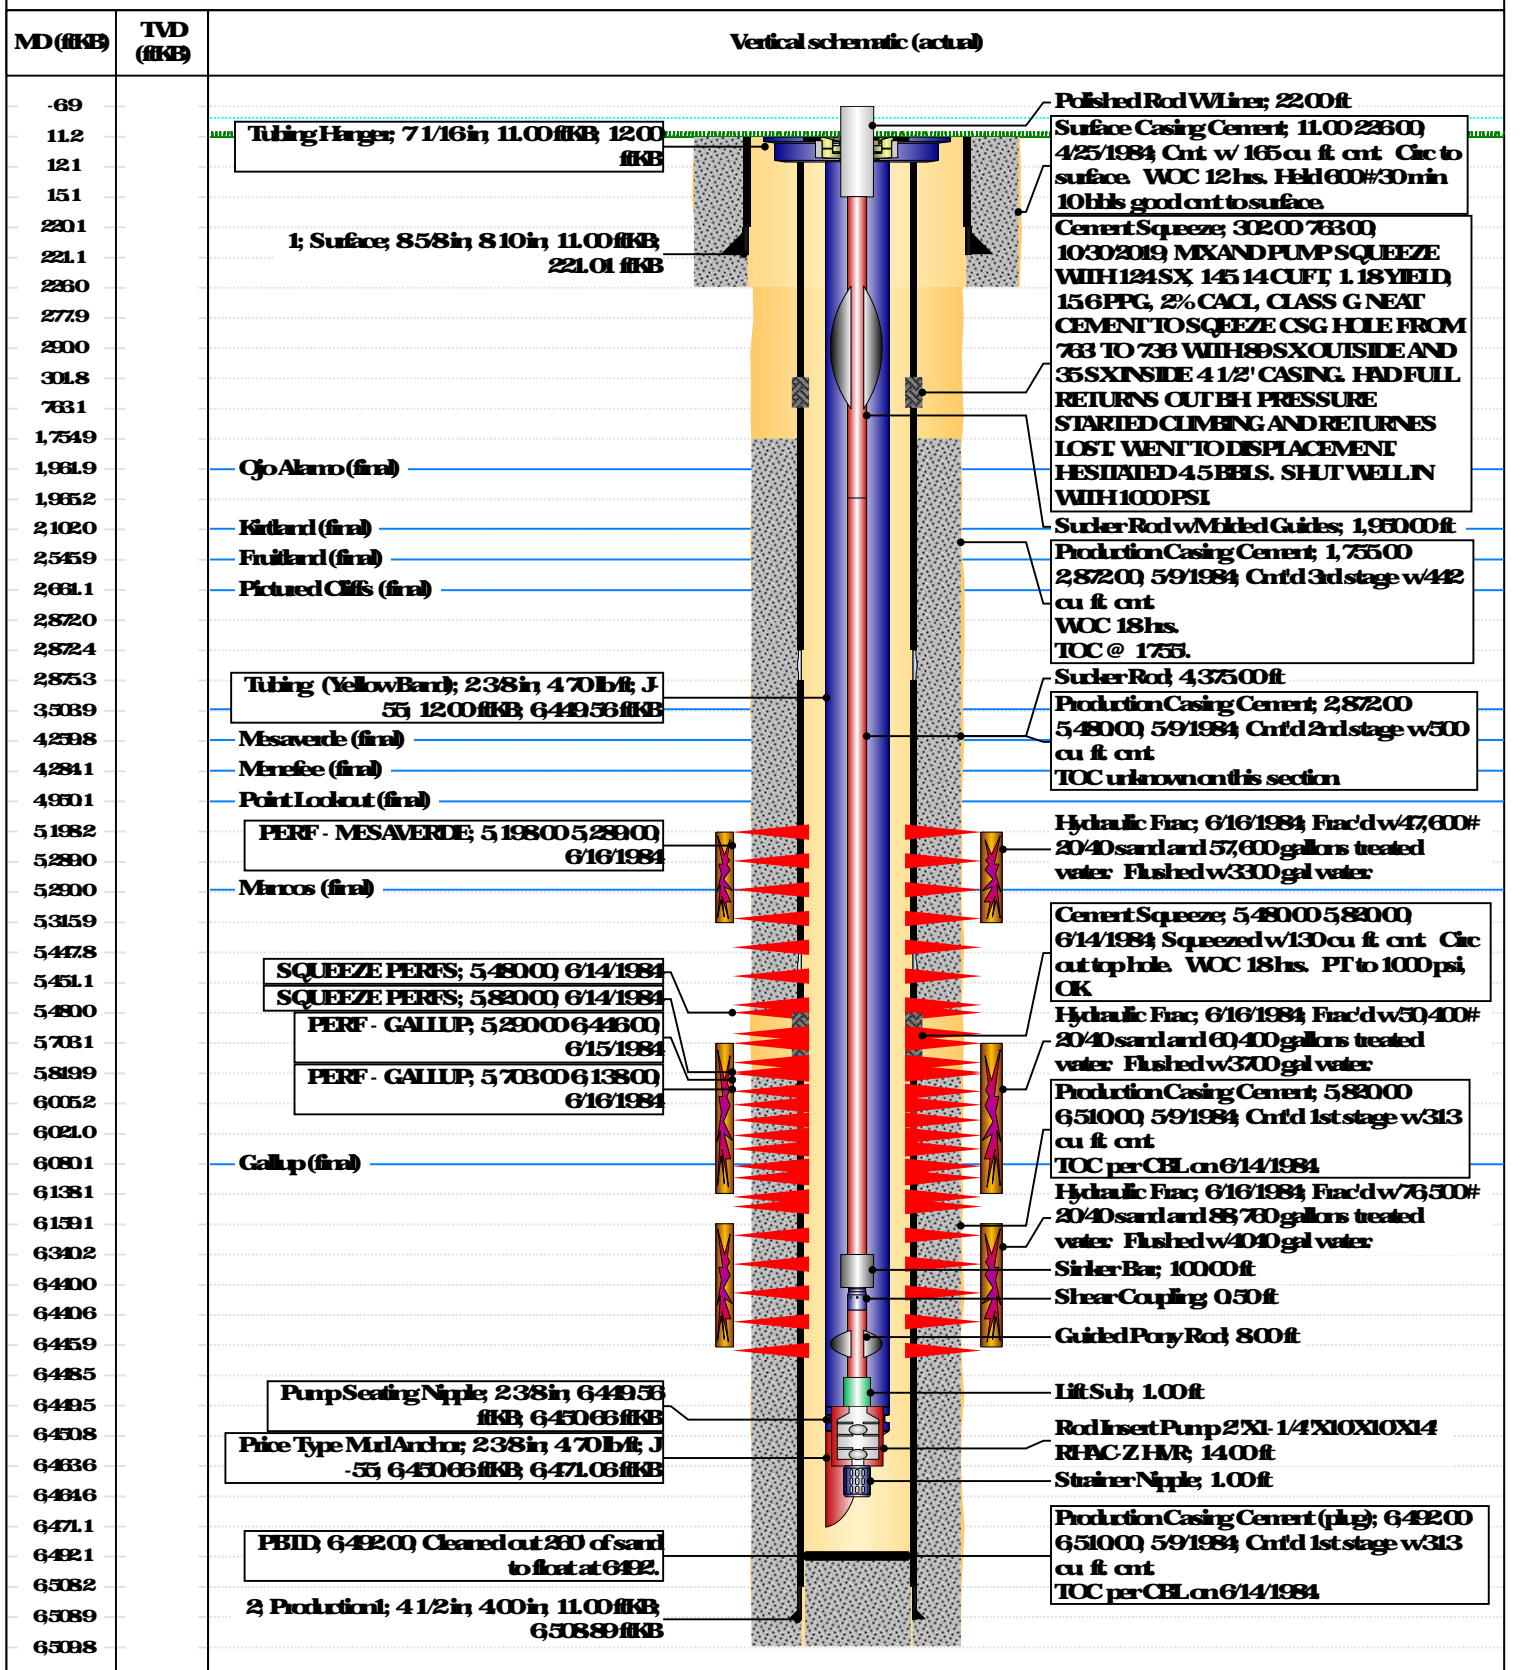 MD (ftKB)
TVD
(ftKB)
Vertical schematic (actual)
-6.9
11.2
12.1
15.1
220.1
221.1
226.0
277.9
290.0
301.8
763.1
1,754.9
1,961.9
1,965.2
2,102.0
2,545.9
2,661.1
2,872.0
2,872.4
2,875.3
3,503.9
4,259.8
4,284.1
4,950.1
5,198.2
5,289.0
5,290.0
5,315.9
5,447.8
5,451.1
5,480.0
5,703.1
5,819.9
6,005.2
6,021.0
6,080.1
6,138.1
6,159.1
6,340.2
6,440.0
6,440.6
6,445.9
6,448.5
6,449.5
6,450.8
6,463.6
6,464.6
6,471.1
6,492.1
6,508.2
6,508.9
6,509.8
Tubing Hanger; 7 1/16 in; 11.00 ftKB; 12.00
ftKB
1; Surface; 8 5/8 in; 8.10 in; 11.00 ftKB;
221.01 ftKB
Ojo Alamo (final)
Kirtland (final)
Fruitland (final)
Pictured Cliffs (final)
Tubing (Yellow Band); 2 3/8 in; 4.70 lb/ft; J-
55; 12.00 ftKB; 6,449.56 ftKB
Mesaverde (final)
Menefee (final)
Point Lookout (final)
PERF - MESAVERDE; 5,198.00 5,289.00;
6/16/1984
Mancos (final)
SQUEEZE PERFS; 5,480.00; 6/14/1984
SQUEEZE PERFS; 5,820.00; 6/14/1984
PERF - GALLUP; 5,290.00 6,446.00;
6/15/1984
PERF - GALLUP; 5,703.00 6,138.00;
6/16/1984
Gallup (final)
Pump Seating Nipple; 2 3/8 in; 6,449.56
ftKB; 6,450.66 ftKB
Price Type Mud Anchor; 2 3/8 in; 4.70 lb/ft; J
-55; 6,450.66 ftKB; 6,471.06 ftKB
PBTD; 6,492.00; Cleaned out 260' of sand
to float at 6492'.
2; Production1; 4 1/2 in; 4.00 in; 11.00 ftKB;
6,508.89 ftKB
Polished Rod W/Liner; 22.00 ft
Surface Casing Cement; 11.00 226.00;
4/25/1984; Cmt. w/ 165 cu. ft. cmt. Circ to
surface. WOC 12 hrs. Held 600# 30 min.
10 bbls good cmt to surface.
Cement Squeeze; 302.00 763.00;
10/30/2019; MIX AND PUMP SQUEEZE
WITH 124 SX, 145.14 CUFT, 1.18 YIELD,
15.6 PPG, 2% CACL, CLASS G NEAT
CEMENT TO SQEEZE CSG HOLE FROM
763' TO 736' WITH 89 SX OUTSIDE AND
35 SX INSIDE 4 1/2" CASING. HAD FULL
RETURNS OUT BH. PRESSURE
STARTED CLIMBING AND RETURNES
LOST. WENT TO DISPLACEMENT.
HESITATED 4.5 BBLS. SHUT WELL IN
WITH 1000 PSI.
Sucker Rod w Molded Guides; 1,950.00 ft
Production Casing Cement; 1,755.00
2,872.00; 5/9/1984; Cmt'd 3rd stage w/442
cu. ft. cmt.
WOC 18 hrs.
TOC @ 1755'.
Sucker Rod; 4,375.00 ft
Production Casing Cement; 2,872.00
5,480.00; 5/9/1984; Cmt'd 2nd stage w/500
cu. ft. cmt.
TOC unknown on this section
Hydraulic Frac; 6/16/1984; Frac'd w/47,600#
20/40 sand and 57,600 gallons treated
water. Flushed w/3300 gal water.
Cement Squeeze; 5,480.00 5,820.00;
6/14/1984; Squeezed w/130 cu. ft. cmt. Circ
out top hole. WOC 18 hrs. PT to 1000 psi,
OK
Hydraulic Frac; 6/16/1984; Frac'd w/50,400#
20/40 sand and 60,400 gallons treated
water. Flushed w/3700 gal water.
Production Casing Cement; 5,820.00
6,510.00; 5/9/1984; Cmt'd 1st stage w/313
cu. ft. cmt.
TOC per CBL on 6/14/1984.
Hydraulic Frac; 6/16/1984; Frac'd w/76,500#
20/40 sand and 88,760 gallons treated
water. Flushed w/4040 gal water.
Sinker Bar; 100.00 ft
Shear Coupling; 0.50 ft
Guided Pony Rod; 8.00 ft
Lift Sub; 1.00 ft
Rod Insert Pump 2"X1-1/4"X10X10X14'
RHAC-Z HVR; 14.00 ft
Strainer Nipple; 1.00 ft
Production Casing Cement (plug); 6,492.00
6,510.00; 5/9/1984; Cmt'd 1st stage w/313
cu. ft. cmt.
TOC per CBL on 6/14/1984.